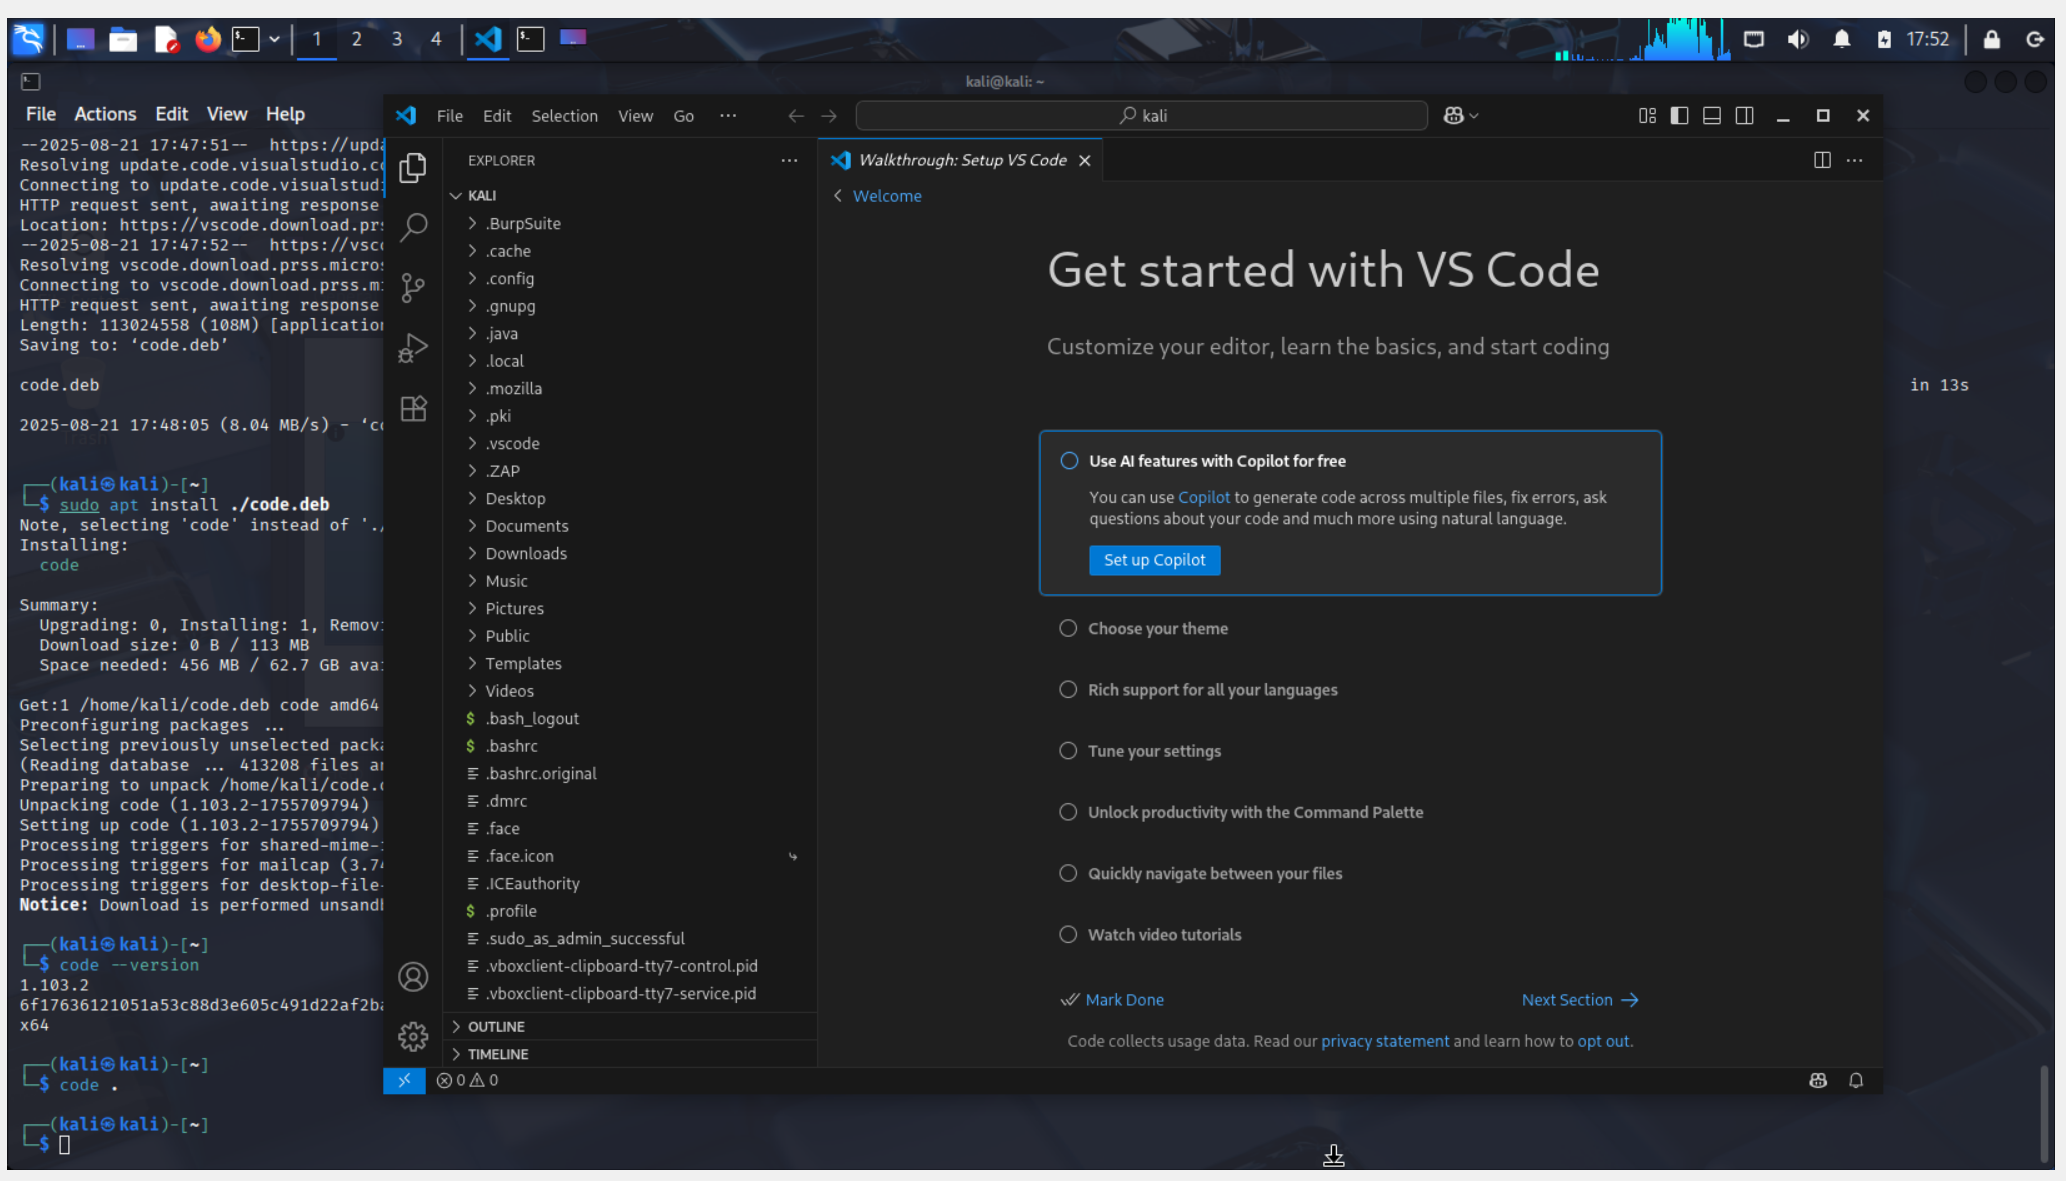 1 2 3 4
17:52
kali@kali: ~
File Actions Edit View Help
--2025-08-21 17:47:51-- https://upda
Resolving update.code.visualstudio.co
Connecting to update.code.visualstudi
HTTP request sent, awaiting response
Location: https://vscode.download.prs
--2025-08-21 17:47:52-- https://vsco
Resolving vscode.download.prss.micros
Connecting to vscode.download.prss.mi
HTTP request sent, awaiting response
Length: 113024558 (108M) [application
Saving to: ‘code.deb’
code.deb
in 13s
2025-08-21 17:48:05 (8.04 MB/s) - ‘co
(kali㉿kali)-[~]
$ sudo apt install ./code.deb
Note, selecting 'code' instead of './
Installing:
code
Summary:
Upgrading: 0, Installing: 1, Removi
Download size: 0 B / 113 MB
Space needed: 456 MB / 62.7 GB avai
Get:1 /home/kali/code.deb code amd64
Preconfiguring packages ...
Selecting previously unselected packa
(Reading database ... 413208 files an
Preparing to unpack /home/kali/code.d
Unpacking code (1.103.2-1755709794)
Setting up code (1.103.2-1755709794)
Processing triggers for shared-mime-i
Processing triggers for mailcap (3.74
Processing triggers for desktop-file-
Notice: Download is performed unsandb
(kali㉿kali)-[~]
$ code --version
1.103.2
6f17636121051a53c88d3e605c491d22af2ba
x64
(kali㉿kali)-[~]
$ code .
(kali㉿kali)-[~]
$
File Edit Selection View Go ...
kali
EXPLORER
KALI
.BurpSuite
.cache
.config
.gnupg
.java
.local
.mozilla
.pki
.vscode
.ZAP
Desktop
Documents
Downloads
Music
Pictures
Public
Templates
Videos
$ .bash_logout
$ .bashrc
.bashrc.original
.dmrc
.face
.face.icon
.ICEauthority
$ .profile
.sudo_as_admin_successful
.vboxclient-clipboard-tty7-control.pid
.vboxclient-clipboard-tty7-service.pid
OUTLINE
TIMELINE
0 0
Walkthrough: Setup VS Code
Welcome
Get started with VS Code
Customize your editor, learn the basics, and start coding
Use AI features with Copilot for free
You can use Copilot to generate code across multiple files, fix errors, ask
questions about your code and much more using natural language.
Set up Copilot
Choose your theme
Rich support for all your languages
Tune your settings
Unlock productivity with the Command Palette
Quickly navigate between your files
Watch video tutorials
Mark Done
Next Section
Code collects usage data. Read our privacy statement and learn how to opt out.